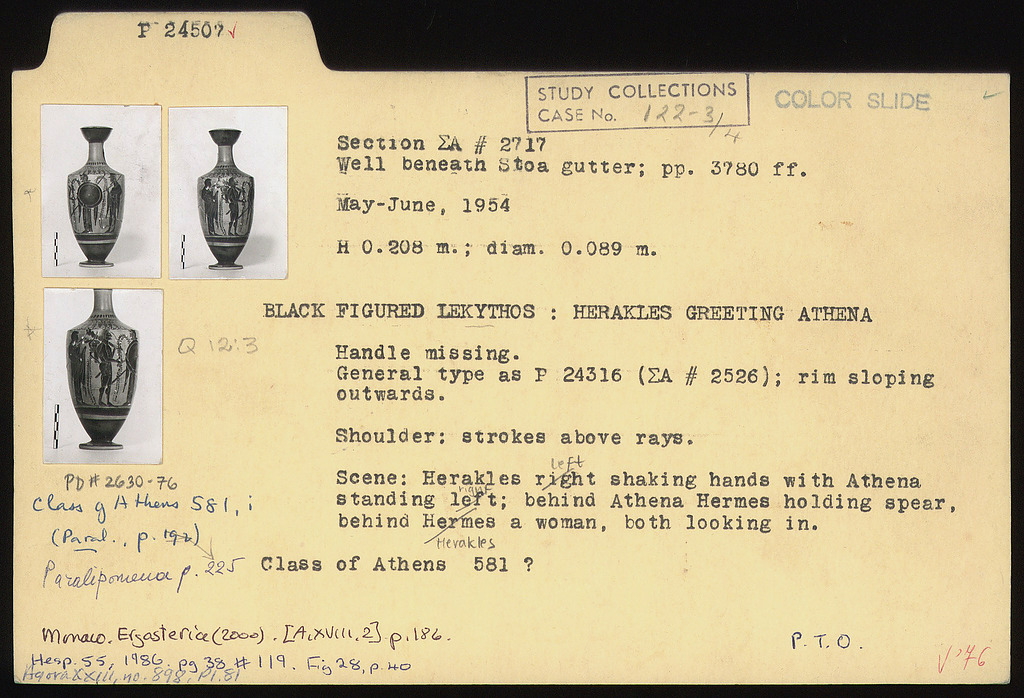 P 24507 ✓
STUDY COLLECTIONS
CASE No. 122-3/4
COLOR SLIDE
Section ΣA # 2717
Well beneath Stoa gutter; pp. 3780 ff.
May-June, 1954
H 0.208 m.; diam. 0.089 m.
BLACK FIGURED LEKYTHOS : HERAKLES GREETING ATHENA
Q 12:3
Handle missing.
General type as P 24316 (ΣA # 2526); rim sloping
outwards.
Shoulder: strokes above rays.
left
Scene: Herakles right shaking hands with Athena
right
standing left; behind Athena Hermes holding spear,
behind Hermes a woman, both looking in.
Herakles
PD# 2630-76
Class of Athens 581, i
(Paral., p. 192)
Paralipomena p. 225
Class of Athens 581 ?
Monaco. Ergasterie (2000). [A,XVIII,2] p.186.
P.T.O.
Hesp. 55, 1986. pg 38 # 119. Fig 28, p. 40
Agora XXIII, no. 898, Pl. 81
√'76